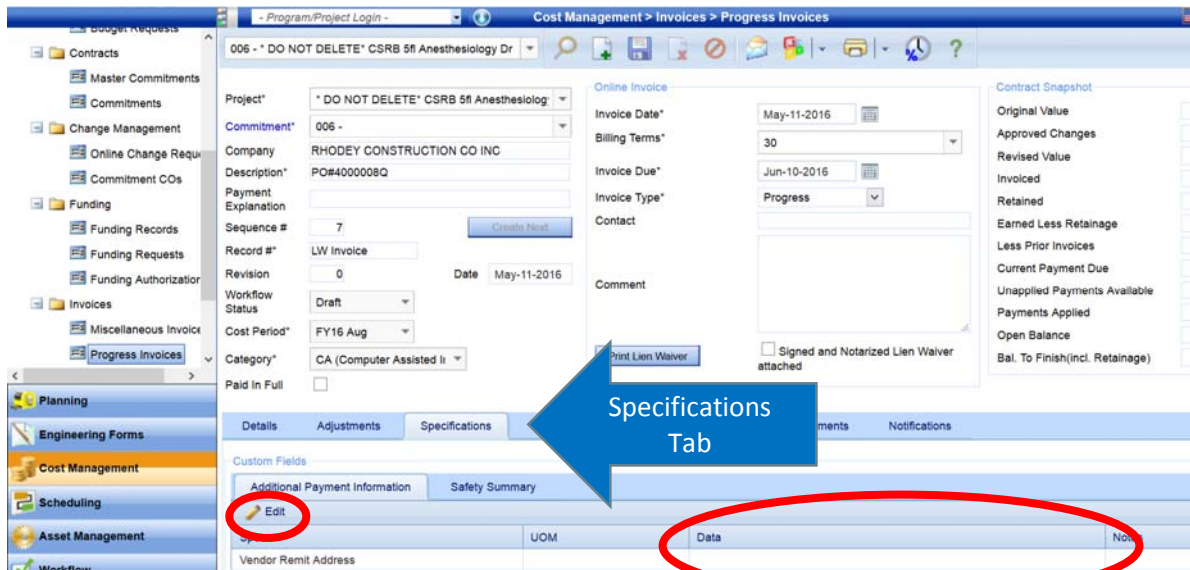 - Program/Project Login -
Cost Management > Invoices > Progress Invoices
Budget Requests
Contracts
Master Commitments
Commitments
Change Management
Online Change Reque
Commitment COs
Funding
Funding Records
Funding Requests
Funding Authorization
Invoices
Miscellaneous Invoice
Progress Invoices
Planning
Engineering Forms
Cost Management
Scheduling
Asset Management
Workflow
006 - * DO NOT DELETE* CSRB 5fl Anesthesiology Dr
?
Project* * DO NOT DELETE* CSRB 5fl Anesthesiolog
Commitment* 006 -
Company RHODEY CONSTRUCTION CO INC
Description* PO#4000008Q
Payment
Explanation
Sequence # 7 Create Next
Record #* LW Invoice
Revision 0 Date May-11-2016
Workflow
Status Draft
Cost Period* FY16 Aug
Category* CA (Computer Assisted Ir
Paid In Full
Online Invoice
Invoice Date* May-11-2016
Billing Terms* 30
Invoice Due* Jun-10-2016
Invoice Type* Progress
Contact
Comment
Print Lien Waiver Signed and Notarized Lien Waiver
attached
Contract Snapshot
Original Value
Approved Changes
Revised Value
Invoiced
Retained
Earned Less Retainage
Less Prior Invoices
Current Payment Due
Unapplied Payments Available
Payments Applied
Open Balance
Bal. To Finish(incl. Retainage)
Specifications
Tab
Details Adjustments Specifications ments Notifications
Custom Fields
Additional Payment Information Safety Summary
Edit
UOM Data
Vendor Remit Address